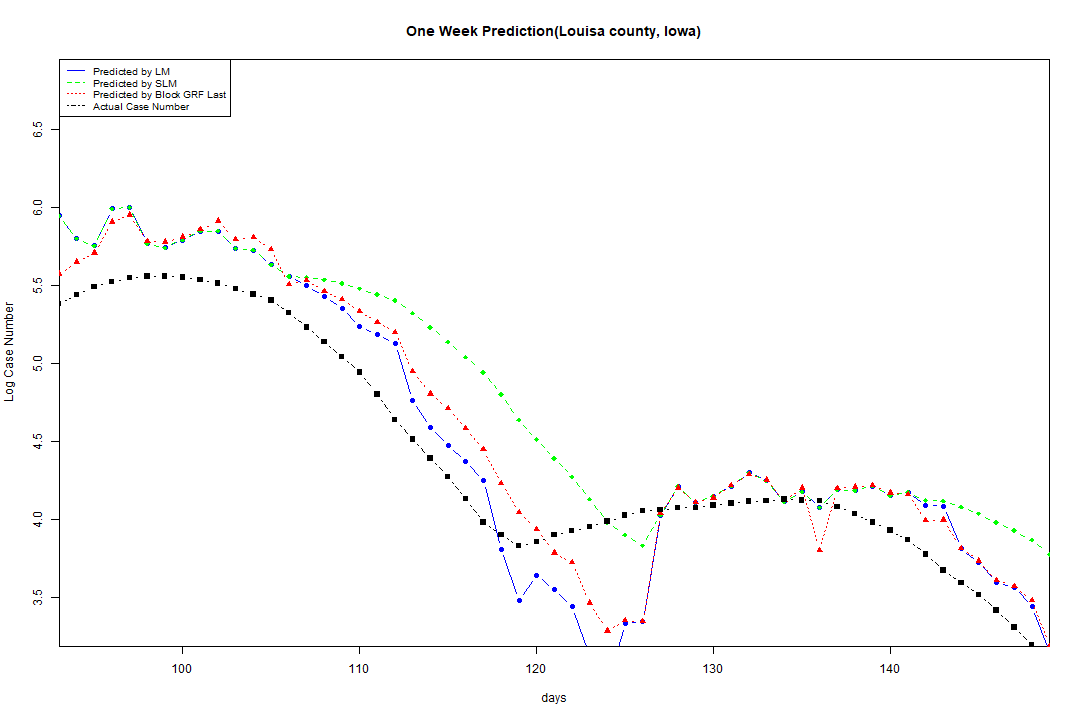 One Week Prediction(Louisa county, Iowa)
Predicted by LM
Predicted by SLM
Predicted by Block GRF Last
Actual Case Number
Log Case Number
6.5
6.0
5.5
5.0
4.5
4.0
3.5
100 110 120 130 140
days